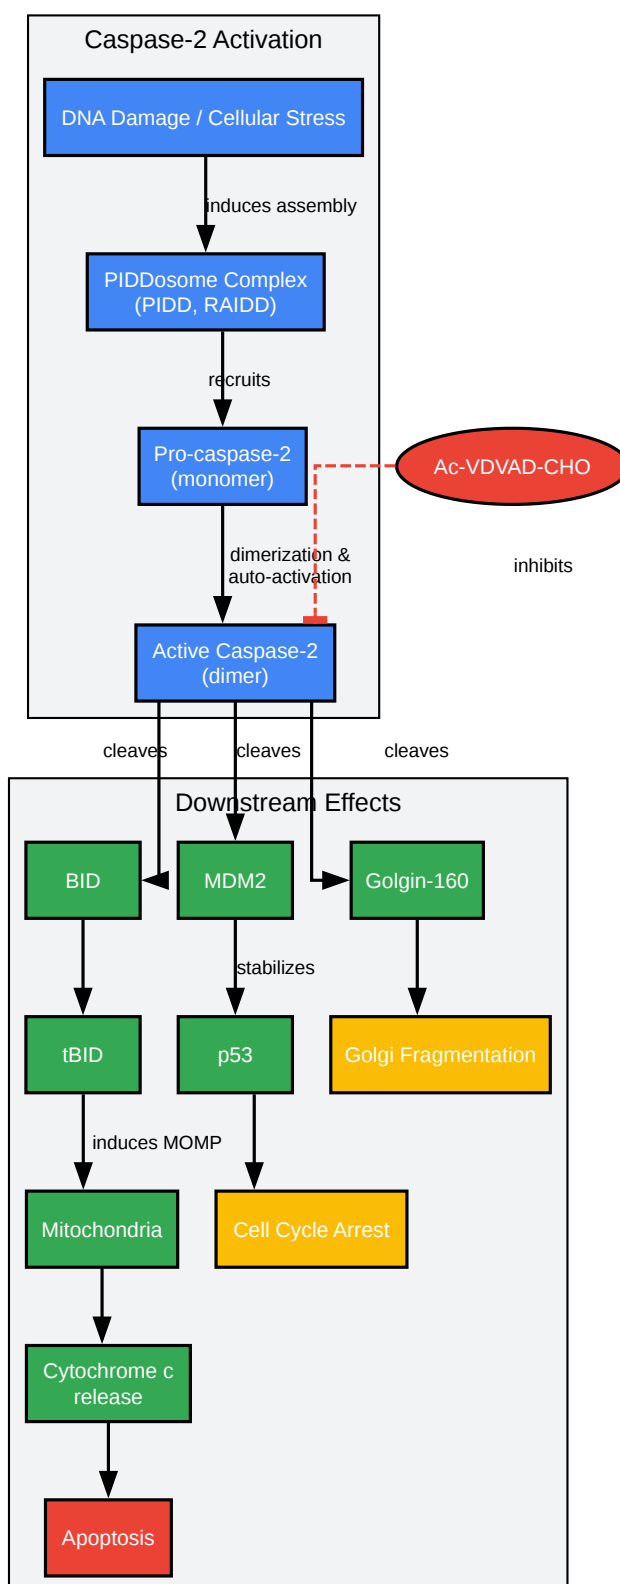 Caspase-2 Activation
DNA Damage / Cellular Stress
induces assembly
PIDDosome Complex
(PIDD, RAIDD)
recruits
Pro-caspase-2
(monomer)
Ac-VDVAD-CHO
dimerization &
auto-activation
inhibits
Active Caspase-2
(dimer)
cleaves
cleaves
cleaves
Downstream Effects
BID
MDM2
Golgin-160
stabilizes
tBID
p53
Golgi Fragmentation
induces MOMP
Mitochondria
Cell Cycle Arrest
Cytochrome c
release
Apoptosis